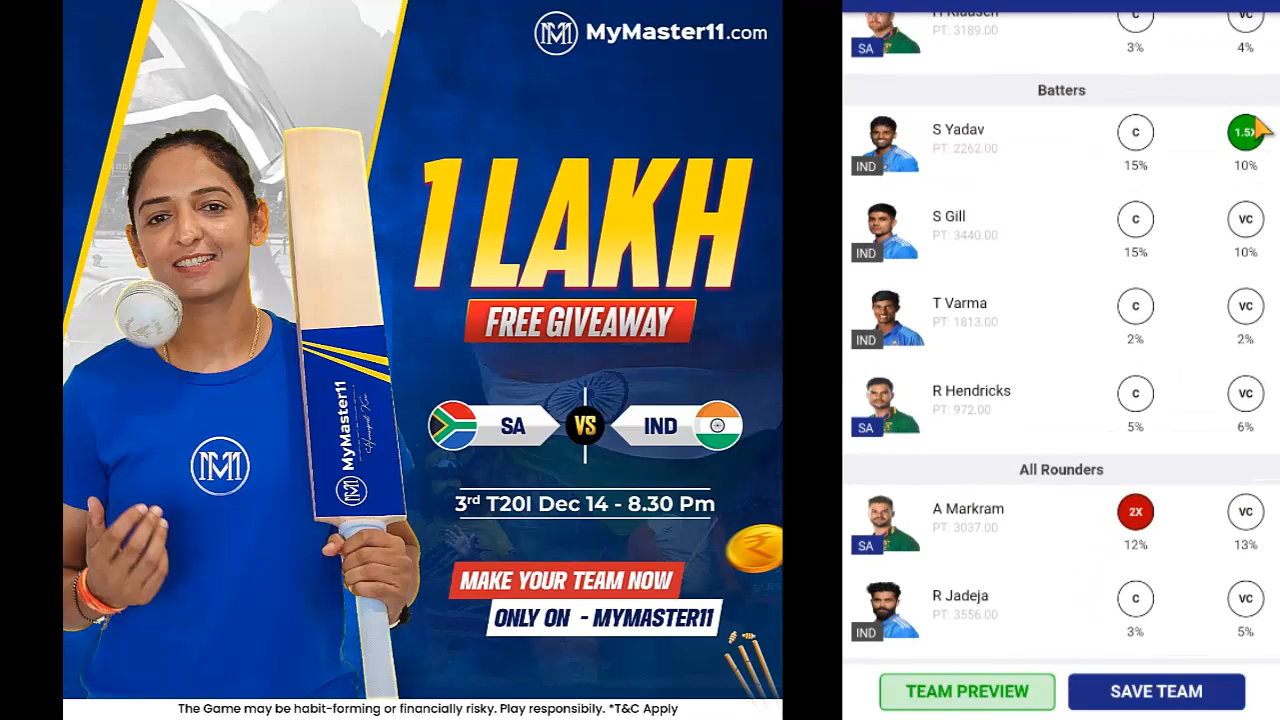 MyMaster11.com
1 LAKH
FREE GIVEAWAY
SA VS IND
3rd T20I Dec 14 - 8.30 Pm
MAKE YOUR TEAM NOW
ONLY ON - MYMASTER11
MyMaster11
The Game may be habit-forming or financially risky. Play responsibily. *T&C Apply
H Klaasen C VC
PT: 3189.00
SA 3% 4%
Batters
S Yadav C 1.5X
PT: 2262.00
IND 15% 10%
S Gill C VC
PT: 3440.00
IND 15% 10%
T Varma C VC
PT: 1813.00
IND 2% 2%
R Hendricks C VC
PT: 972.00
SA 5% 6%
All Rounders
A Markram 2X VC
PT: 3037.00
SA 12% 13%
R Jadeja C VC
PT: 3556.00
IND 3% 5%
TEAM PREVIEW SAVE TEAM